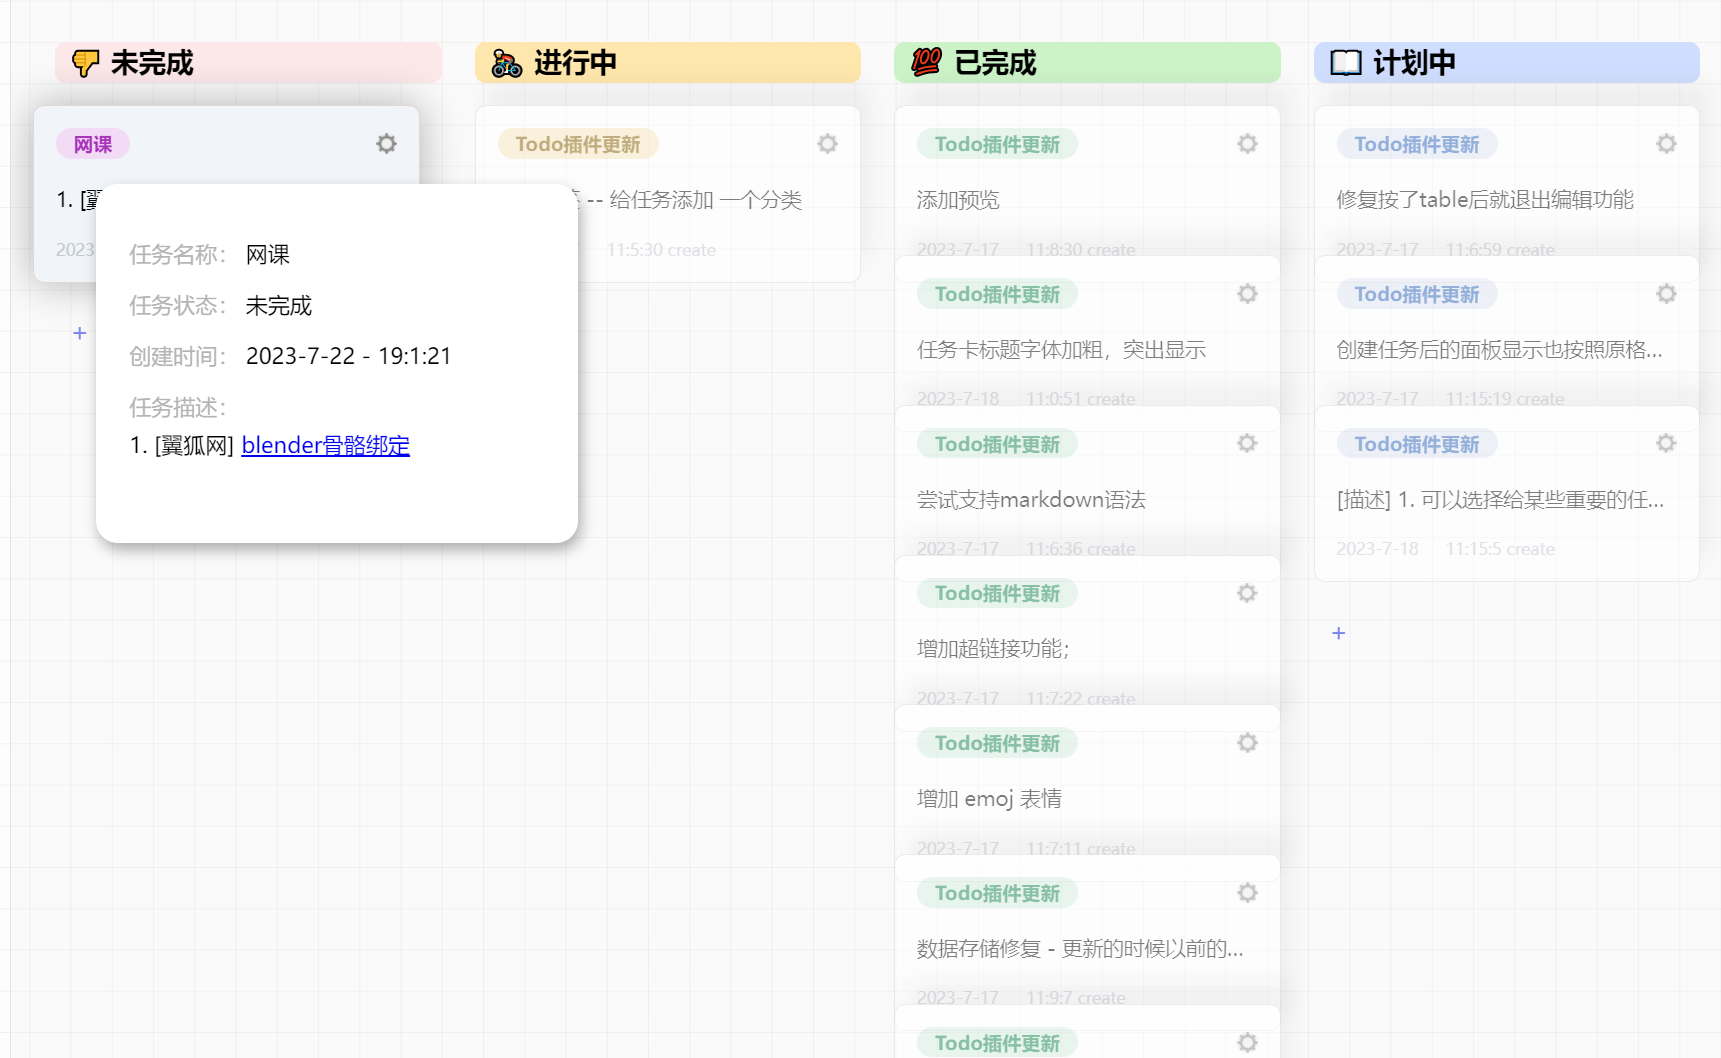 未完成
网课
1. [
2023
+
任务名称： 网课
任务状态： 未完成
创建时间： 2023-7-22 - 19:1:21
任务描述：
1. [翼狐网] blender骨骼绑定
进行中
Todo插件更新
-- 给任务添加 一个分类
11:5:30 create
已完成
Todo插件更新
添加预览
2023-7-17 11:8:30 create
Todo插件更新
任务卡标题字体加粗，突出显示
2023-7-18 11:0:51 create
Todo插件更新
尝试支持markdown语法
2023-7-17 11:6:36 create
Todo插件更新
增加超链接功能；
2023-7-17 11:7:22 create
Todo插件更新
增加 emoj 表情
2023-7-17 11:7:11 create
Todo插件更新
数据存储修复 - 更新的时候以前的...
2023-7-17 11:9:7 create
Todo插件更新
计划中
Todo插件更新
修复按了table后就退出编辑功能
2023-7-17 11:6:59 create
Todo插件更新
创建任务后的面板显示也按照原格...
2023-7-17 11:15:19 create
Todo插件更新
[描述] 1. 可以选择给某些重要的任...
2023-7-18 11:15:5 create
+